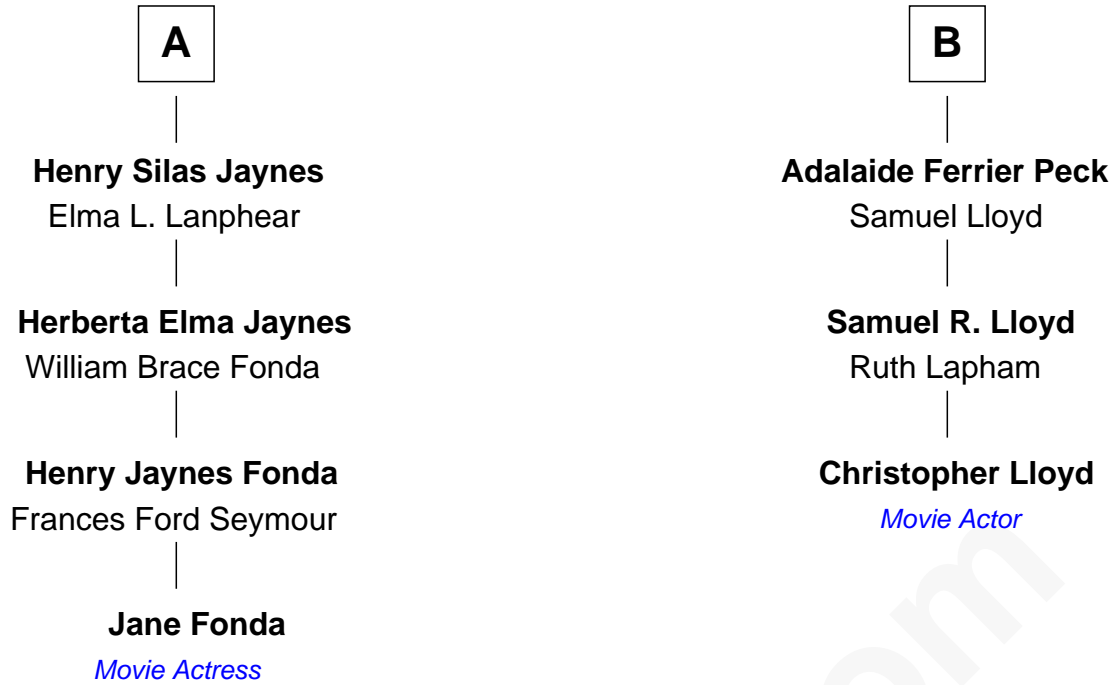 A
Henry Silas Jaynes
Elma L. Lanphear
Herberta Elma Jaynes
William Brace Fonda
Henry Jaynes Fonda
Frances Ford Seymour
Jane Fonda
Movie Actress
B
Adalaide Ferrier Peck
Samuel Lloyd
Samuel R. Lloyd
Ruth Lapham
Christopher Lloyd
Movie Actor
om